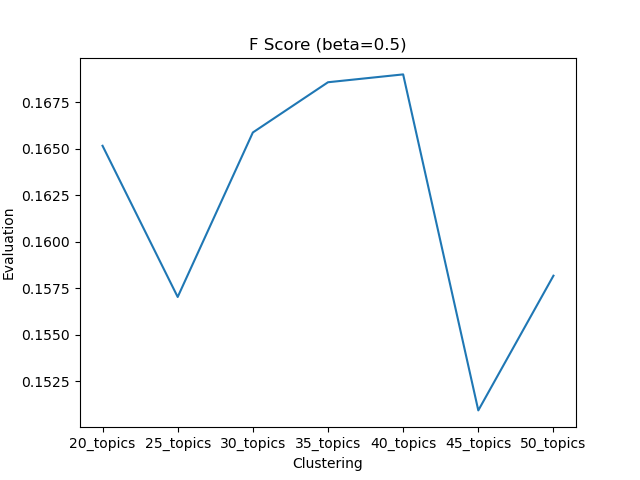 F Score (beta=0.5)
0.1675
0.1650
0.1625
0.1600
0.1575
0.1550
0.1525
Evaluation
20_topics 25_topics 30_topics 35_topics 40_topics 45_topics 50_topics
Clustering